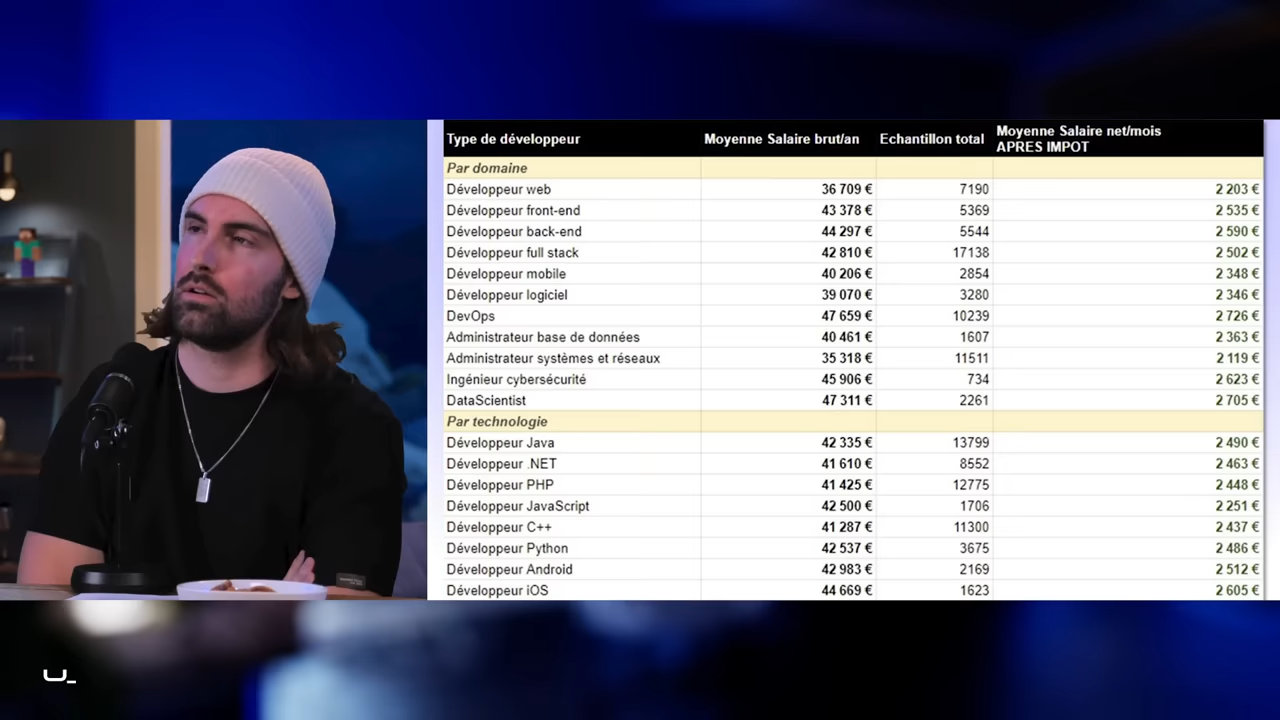 Type de développeur Moyenne Salaire brut/an Echantillon total Moyenne Salaire net/mois
APRES IMPOT
Par domaine
Développeur web 36 709 € 7190 2 203 €
Développeur front-end 43 378 € 5369 2 535 €
Développeur back-end 44 297 € 5544 2 590 €
Développeur full stack 42 810 € 17138 2 502 €
Développeur mobile 40 206 € 2854 2 348 €
Développeur logiciel 39 070 € 3280 2 346 €
DevOps 47 659 € 10239 2 726 €
Administrateur base de données 40 461 € 1607 2 363 €
Administrateur systèmes et réseaux 35 318 € 11511 2 119 €
Ingénieur cybersécurité 45 906 € 734 2 623 €
DataScientist 47 311 € 2261 2 705 €
Par technologie
Développeur Java 42 335 € 13799 2 490 €
Développeur .NET 41 610 € 8552 2 463 €
Développeur PHP 41 425 € 12775 2 448 €
Développeur JavaScript 42 500 € 1706 2 251 €
Développeur C++ 41 287 € 11300 2 437 €
Développeur Python 42 537 € 3675 2 486 €
Développeur Android 42 983 € 2169 2 512 €
Développeur iOS 44 669 € 1623 2 605 €